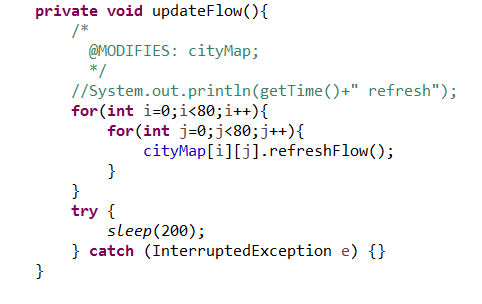 private void updateFlow(){
/*
@MODIFIES: cityMap;
*/
//System.out.println(getTime()+" refresh");
for(int i=0;i<80;i++){
for(int j=0;j<80;j++){
cityMap[i][j].refreshFlow();
}
}
try {
sleep(200);
} catch (InterruptedException e) {}
}